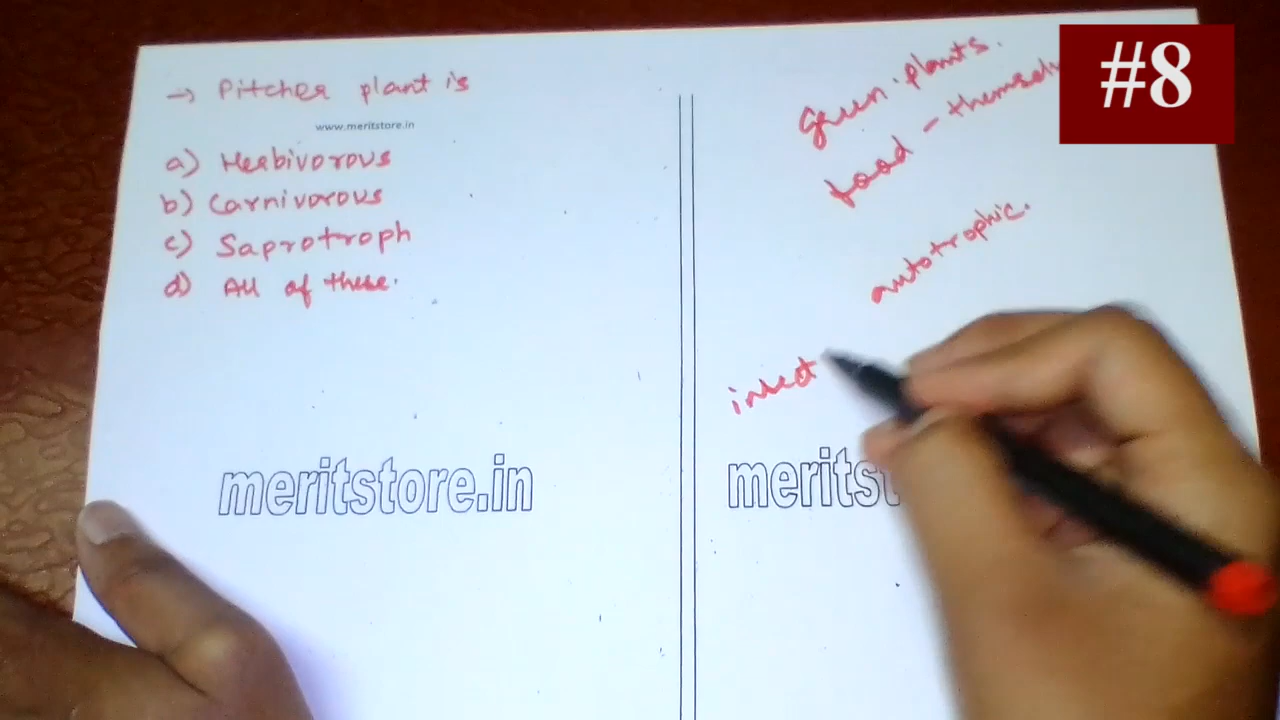 → Pitcher plant is
www.meritstore.in
a) Herbivorous
b) Carnivorous
c) Saprotroph
d) All of these.
meritstore.in
#8
green plants.
food - themselv
autotrophic.
insect
meritst